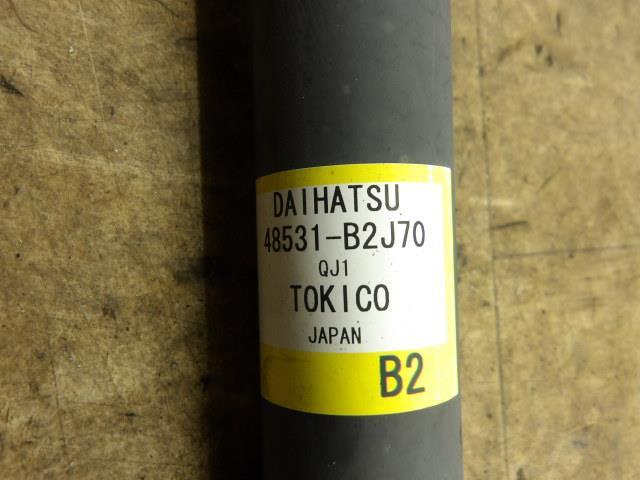 DAIHATSU
48531-B2J70
QJ1
TOKICO
JAPAN
B2